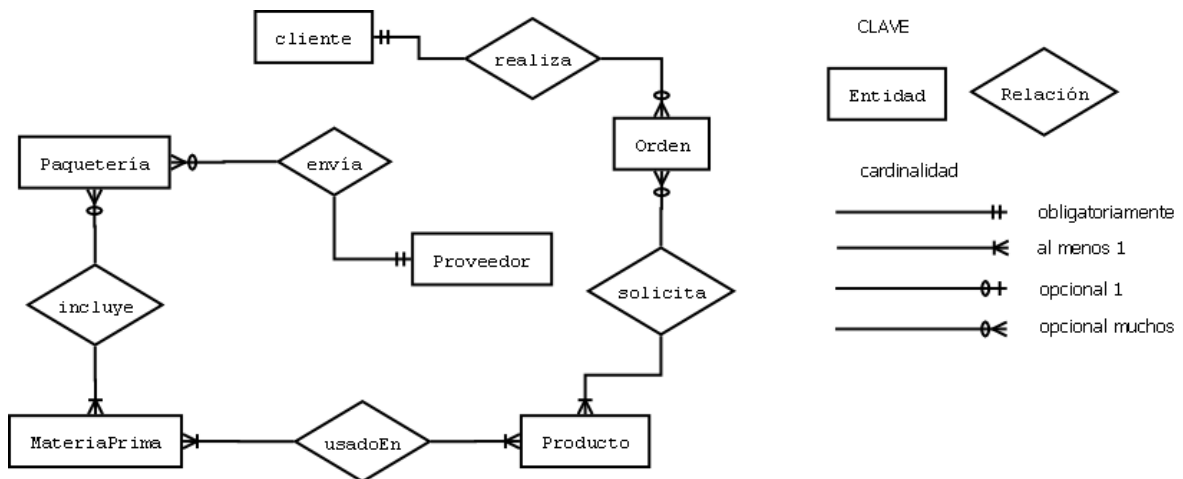 cliente
realiza
CLAVE
Entidad
Relación
Paquetería
envía
Orden
cardinalidad
obligatoriamente
al menos 1
Proveedor
opcional 1
solicita
incluye
opcional muchos
MateriaPrima
usadoEn
Producto